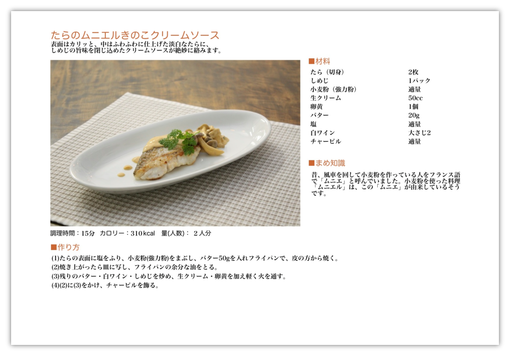 たらのムニエルきのこクリームソース
表面はカリッと、中はふわふわに仕上げた淡白なたらに、
しめじの旨味を閉じ込めたクリームソースが絶妙に絡みます。
■材料
たら（切身） 2枚
しめじ 1パック
小麦粉（強力粉） 適量
生クリーム 50cc
卵黄 1個
バター 20g
塩 適量
白ワイン 大さじ2
チャービル 適量
■まめ知識
昔、風車を回して小麦粉を作っている人をフランス語
で「ムニエ」と呼んでいました。小麦粉を使った料理
「ムニエル」は、この「ムニエ」が由来しているそう
です。
調理時間：15分 カロリー：310kcal 量(人数)： 2人分
■作り方
(1)たらの表面に塩をふり、小麦粉(強力粉)をまぶし、バター50gを入れフライパンで、皮の方から焼く。
(2)焼き上がったら皿に写し、フライパンの余分な油をとる。
(3)残りのバター・白ワイン・しめじを炒め、生クリーム・卵黄を加え軽く火を通す。
(4)(2)に(3)をかけ、チャービルを飾る。